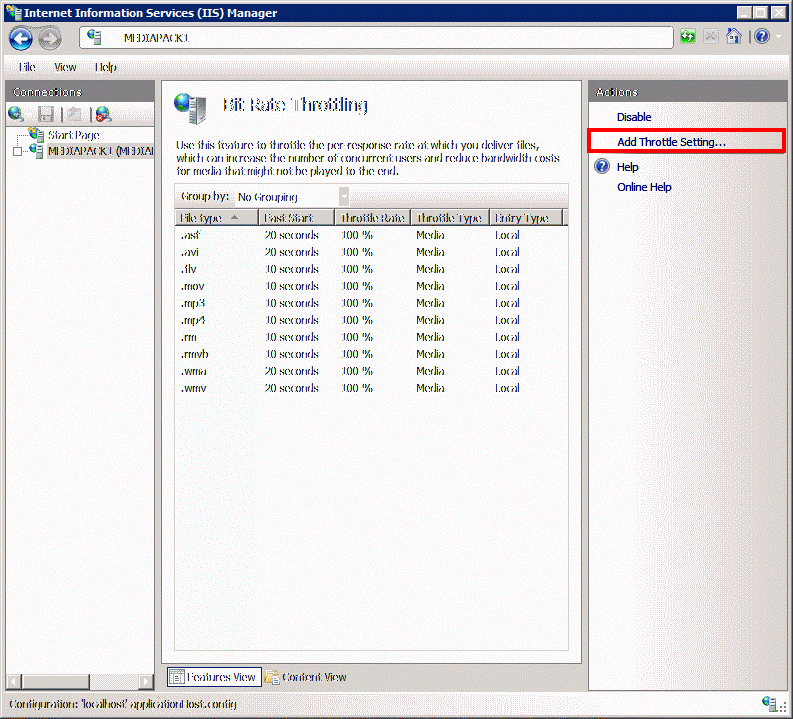 Internet Information Services (IIS) Manager
MEDIAPACK1
File View Help
Connections
Start Page
MEDIAPACK1 (MEDIA
Bit Rate Throttling
Use this feature to throttle the per-response rate at which you deliver files,
which can increase the number of concurrent users and reduce bandwidth costs
for media that might not be played to the end.
Group by: No Grouping
File Type Fast Start Throttle Rate Throttle Type Entry Type
.asf 20 seconds 100 % Media Local
.avi 20 seconds 100 % Media Local
.flv 10 seconds 100 % Media Local
.mov 10 seconds 100 % Media Local
.mp3 10 seconds 100 % Media Local
.mp4 10 seconds 100 % Media Local
.rm 10 seconds 100 % Media Local
.rmvb 10 seconds 100 % Media Local
.wma 20 seconds 100 % Media Local
.wmv 20 seconds 100 % Media Local
Features View Content View
Actions
Disable
Add Throttle Setting...
Help
Online Help
Configuration: 'localhost' applicationHost.config